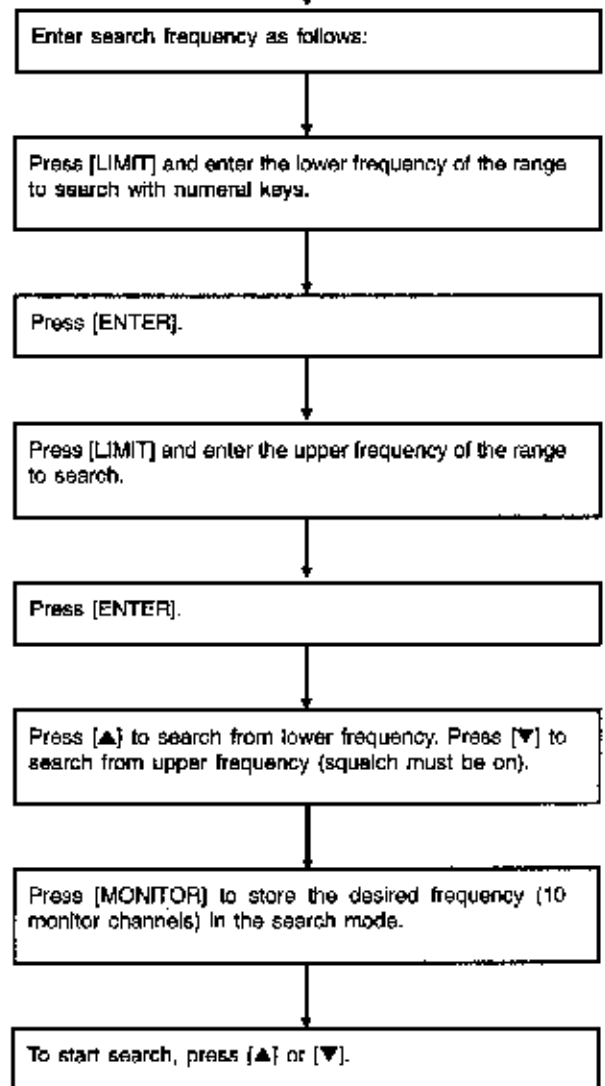 Enter search frequency as follows:
Press [LIMIT] and enter the lower frequency of the range
to search with numeral keys.
Press [ENTER].
Press [LIMIT] and enter the upper frequency of the range
to search.
Press [ENTER].
Press [▲] to search from lower frequency. Press [▼] to
search from upper frequency (squelch must be on).
Press [MONITOR] to store the desired frequency (10
monitor channels) in the search mode.
To start search, press [▲] or [▼].